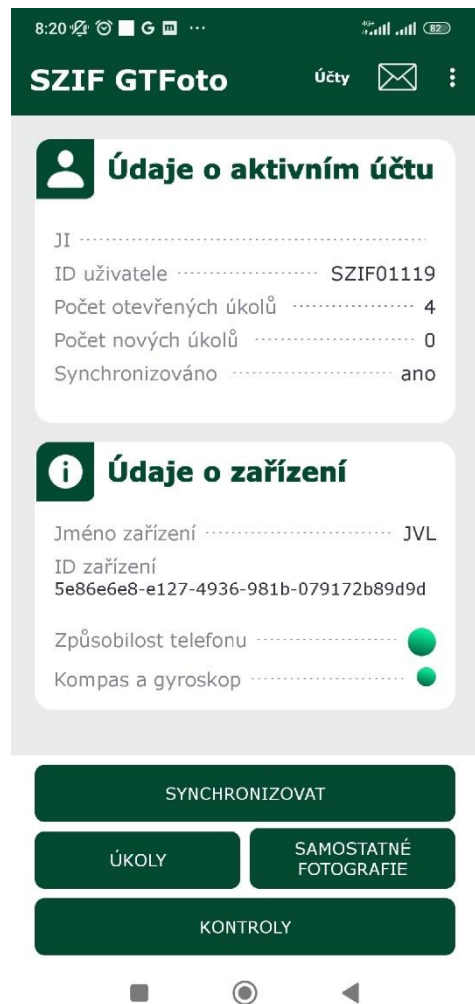 8:20 G m ... 4G+ 82
SZIF GTFoto Účty
Údaje o aktivním účtu
JI
ID uživatele SZIF01119
Počet otevřených úkolů 4
Počet nových úkolů 0
Synchronizováno ano
Údaje o zařízení
Jméno zařízení JVL
ID zařízení
5e86e6e8-e127-4936-981b-079172b89d9d
Způsobilost telefonu
Kompas a gyroskop
SYNCHRONIZOVAT
ÚKOLY
SAMOSTATNÉ
FOTOGRAFIE
KONTROLY